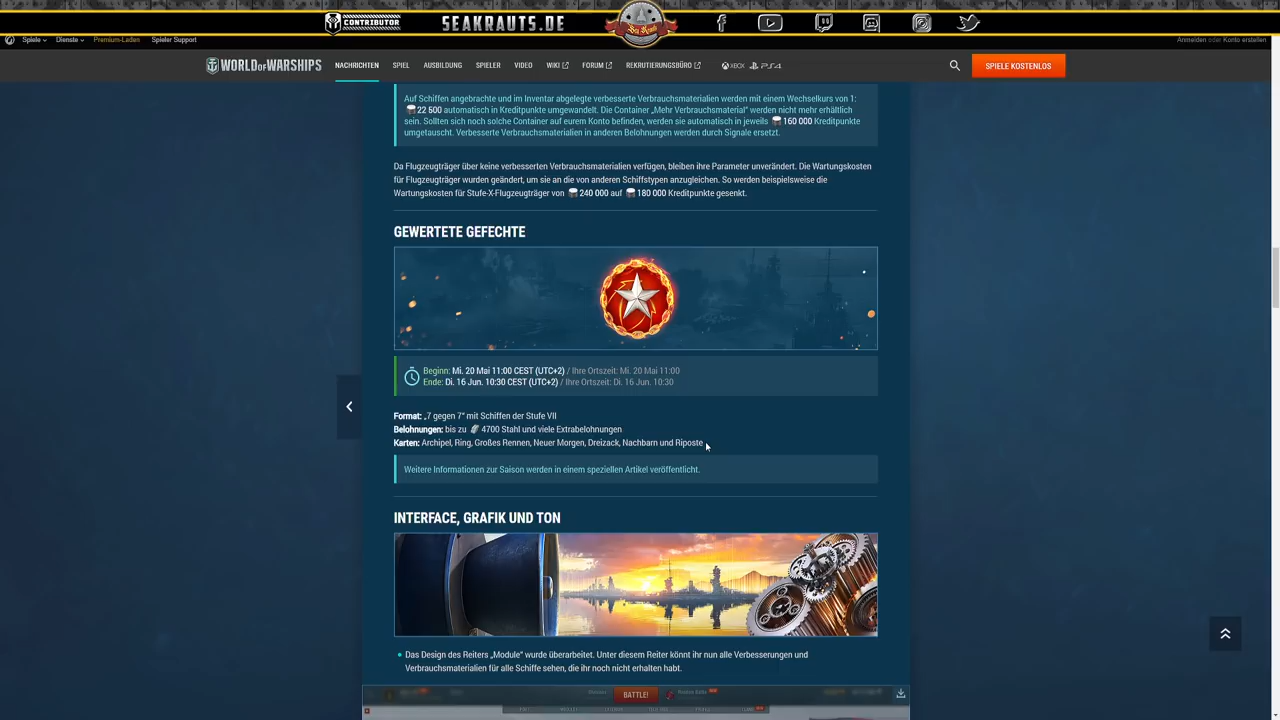 CONTRIBUTOR
SEAKRAUTS.DE
Spiele
Dienste
Premium-Laden
Spieler Support
Anmelden oder Konto erstellen
WORLD OF WARSHIPS
NACHRICHTEN
SPIEL
AUSBILDUNG
SPIELER
VIDEO
WIKI
FORUM
REKRUTIERUNGSBÜRO
XBOX
PS4
SPIELE KOSTENLOS
Auf Schiffen angebrachte und im Inventar abgelegte verbesserte Verbrauchsmaterialien werden mit einem Wechselkurs von 1:
22 500 automatisch in Kreditpunkte umgewandelt. Die Container „Mehr Verbrauchsmaterial" werden nicht mehr erhältlich
sein. Sollten sich noch solche Container auf eurem Konto befinden, werden sie automatisch in jeweils 160 000 Kreditpunkte
umgetauscht. Verbesserte Verbrauchsmaterialien in anderen Belohnungen werden durch Signale ersetzt.
Da Flugzeugträger über keine verbesserten Verbrauchsmaterialien verfügen, bleiben ihre Parameter unverändert. Die Wartungskosten
für Flugzeugträger wurden geändert, um sie an die von anderen Schiffstypen anzugleichen. So werden beispielsweise die
Wartungskosten für Stufe-X-Flugzeugträger von 240 000 auf 180 000 Kreditpunkte gesenkt.
GEWERTETE GEFECHTE
Beginn: Mi. 20 Mai 11:00 CEST (UTC+2) / Ihre Ortszeit: Mi. 20 Mai 11:00
Ende: Di. 16 Jun. 10:30 CEST (UTC+2) / Ihre Ortszeit: Di. 16 Jun. 10:30
Format: „7 gegen 7" mit Schiffen der Stufe VII
Belohnungen: bis zu 4700 Stahl und viele Extrabelohnungen
Karten: Archipel, Ring, Großes Rennen, Neuer Morgen, Dreizack, Nachbarn und Riposte
Weitere Informationen zur Saison werden in einem speziellen Artikel veröffentlicht.
INTERFACE, GRAFIK UND TON
Das Design des Reiters „Module" wurde überarbeitet. Unter diesem Reiter könnt ihr nun alle Verbesserungen und
Verbrauchsmaterialien für alle Schiffe sehen, die ihr noch nicht erhalten habt.
BATTLE!